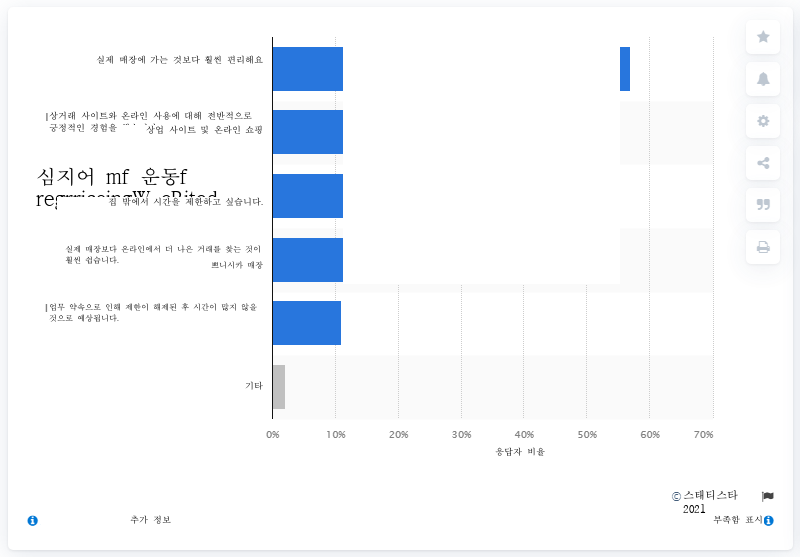 실제 매장에 가는 것보다 훨씬 편리해요
상거래 사이트와 온라인 사용에 대해 전반적으로
긍정적인 경험을
상업 사이트 및 온라인 쇼핑
심지어 mf 운동f
집 밖에서 시간을 제한하고 싶습니다.
실제 매장보다 온라인에서 더 나은 거래를 찾는 것이
훨씬 쉽습니다.
쁘니시카 매장
업무 약속으로 인해 제한이 해제된 후 시간이 많지 않을
것으로 예상됩니다.
기타
0% 10% 20% 30% 40% 50% 60% 70%
응답자 비율
© 스태티스타
2021
추가 정보
부족함 표시